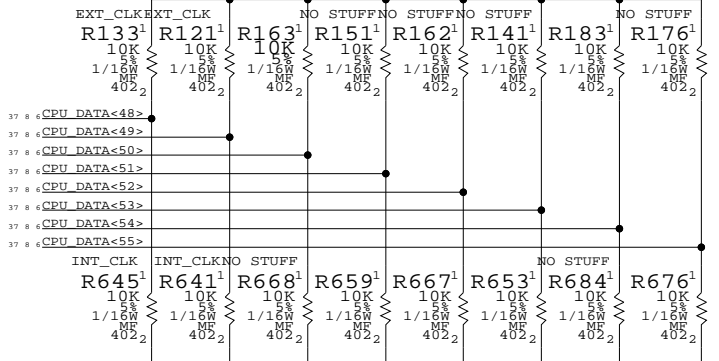 EXT_CLK EXT_CLK NO STUFF NO STUFF NO STUFF NO STUFF
R133 1 R121 1 R163 1 R151 1 R162 1 R141 1 R183 1 R176 1
10K 10K 10K 10K 10K 10K 10K 10K
5% 5% 5% 5% 5% 5% 5% 5%
1/16W 1/16W 1/16W 1/16W 1/16W 1/16W 1/16W 1/16W
MF MF MF MF MF MF MF MF
402 2 402 2 402 2 402 2 402 2 402 2 402 2 402 2
37 8 6 CPU_DATA<48>
37 8 6 CPU_DATA<49>
37 8 6 CPU_DATA<50>
37 8 6 CPU_DATA<51>
37 8 6 CPU_DATA<52>
37 8 6 CPU_DATA<53>
37 8 6 CPU_DATA<54>
37 8 6 CPU_DATA<55>
INT_CLK INT_CLK NO STUFF NO STUFF
R645 1 R641 1 R668 1 R659 1 R667 1 R653 1 R684 1 R676 1
10K 10K 10K 10K 10K 10K 10K 10K
5% 5% 5% 5% 5% 5% 5% 5%
1/16W 1/16W 1/16W 1/16W 1/16W 1/16W 1/16W 1/16W
MF MF MF MF MF MF MF MF
402 2 402 2 402 2 402 2 402 2 402 2 402 2 402 2